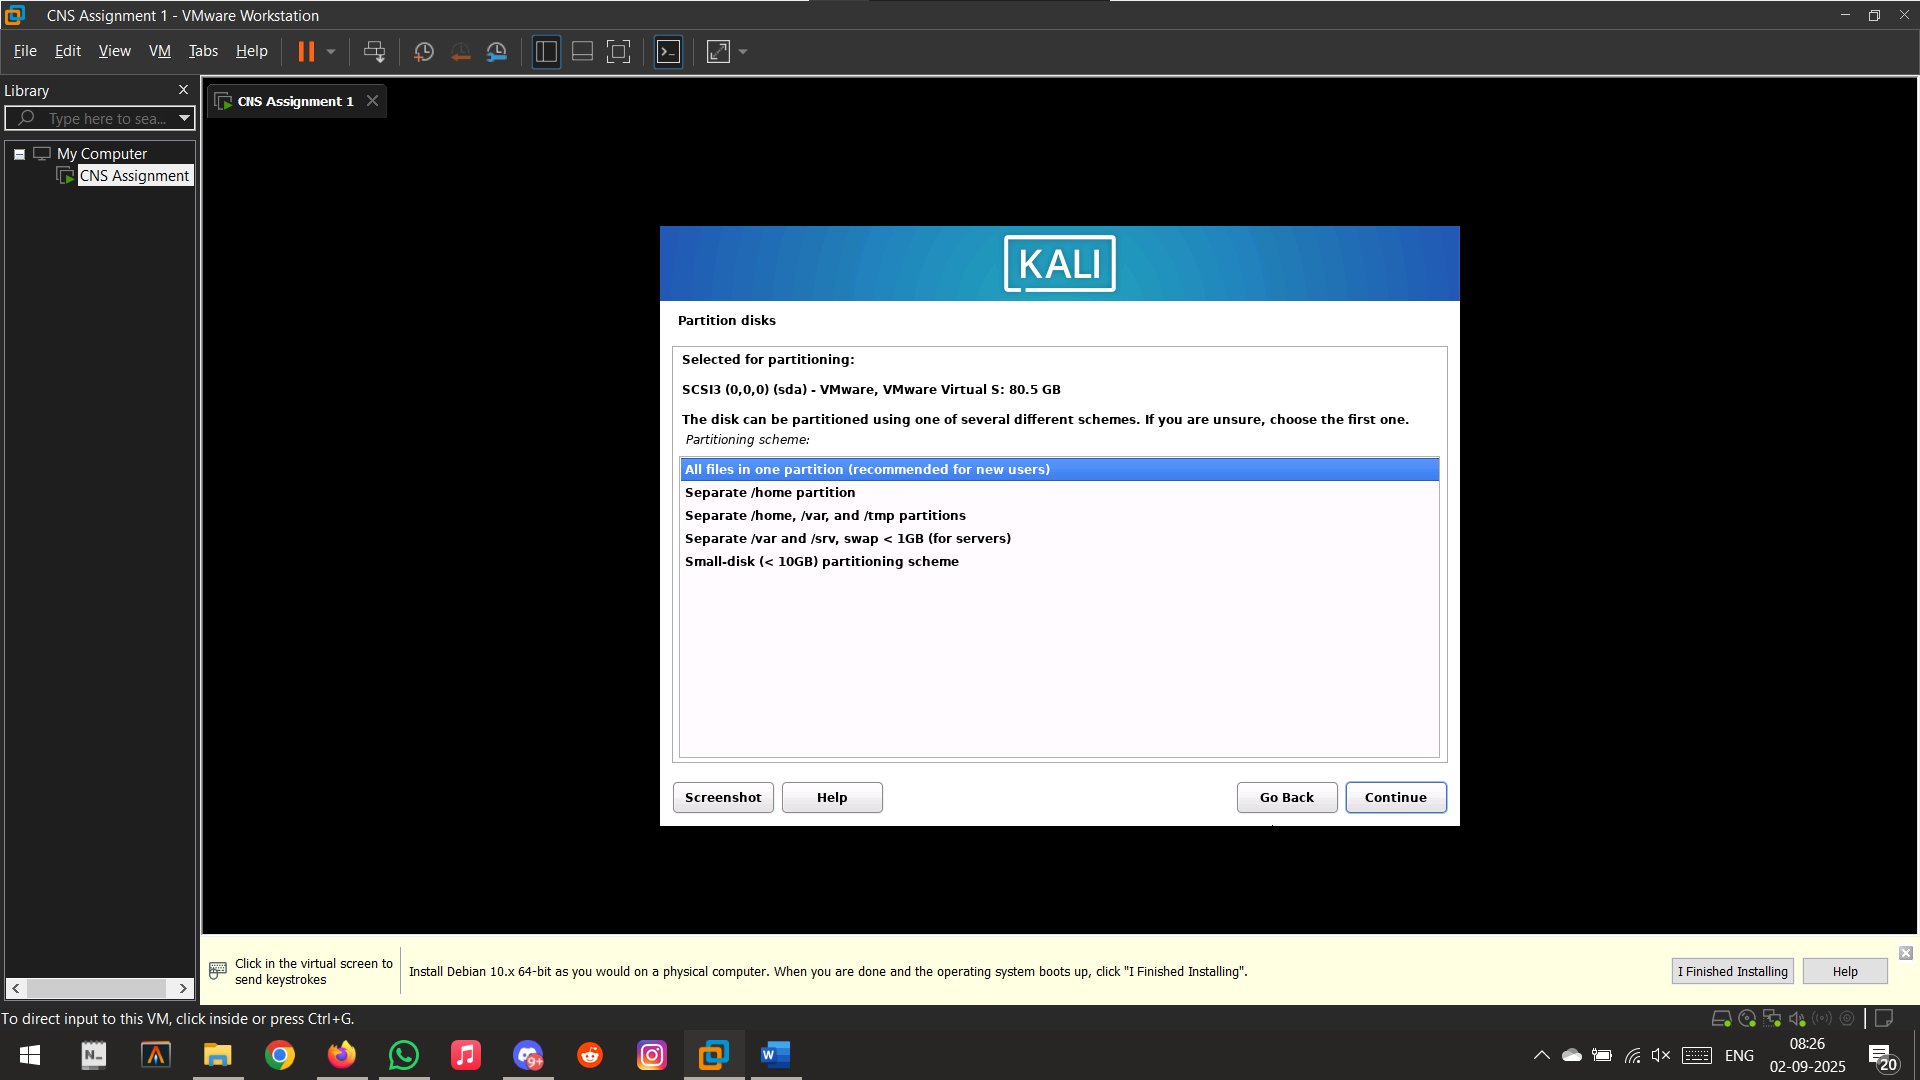 CNS Assignment 1 - VMware Workstation
File Edit View VM Tabs Help
Library
CNS Assignment 1
Type here to sea...
My Computer
CNS Assignment
KALI
Partition disks
Selected for partitioning:
SCSI3 (0,0,0) (sda) - VMware, VMware Virtual S: 80.5 GB
The disk can be partitioned using one of several different schemes. If you are unsure, choose the first one.
Partitioning scheme:
All files in one partition (recommended for new users)
Separate /home partition
Separate /home, /var, and /tmp partitions
Separate /var and /srv, swap < 1GB (for servers)
Small-disk (< 10GB) partitioning scheme
Screenshot Help Go Back Continue
Click in the virtual screen to
send keystrokes
Install Debian 10.x 64-bit as you would on a physical computer. When you are done and the operating system boots up, click "I Finished Installing".
I Finished Installing Help
To direct input to this VM, click inside or press Ctrl+G.
N_
9+
W
ENG
08:26
02-09-2025
20